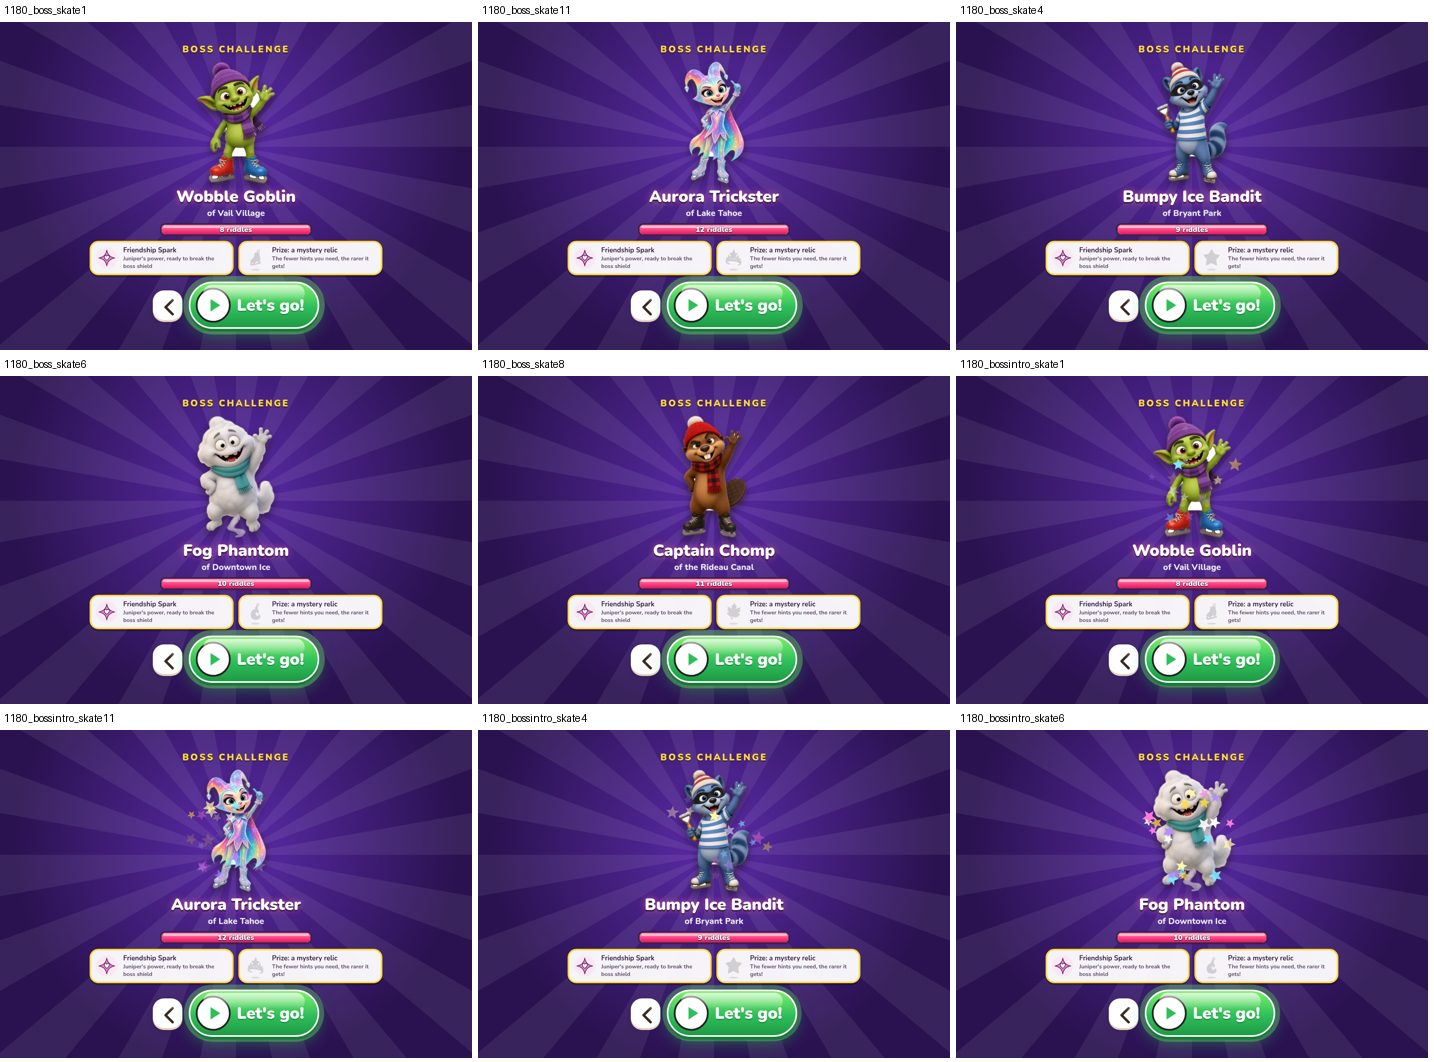 1180_boss_skate1
BOSS CHALLENGE
Wobble Goblin
of Vail Village
8 riddles
Friendship Spark
Juniper's power, ready to break the
boss shield
Prize: a mystery relic
The fewer hints you need, the rarer it
gets!
Let's go!
1180_boss_skate11
BOSS CHALLENGE
Aurora Trickster
of Lake Tahoe
12 riddles
Friendship Spark
Juniper's power, ready to break the
boss shield
Prize: a mystery relic
The fewer hints you need, the rarer it
gets!
Let's go!
1180_boss_skate4
BOSS CHALLENGE
Bumpy Ice Bandit
of Bryant Park
9 riddles
Friendship Spark
Juniper's power, ready to break the
boss shield
Prize: a mystery relic
The fewer hints you need, the rarer it
gets!
Let's go!
1180_boss_skate6
BOSS CHALLENGE
Fog Phantom
of Downtown Ice
10 riddles
Friendship Spark
Juniper's power, ready to break the
boss shield
Prize: a mystery relic
The fewer hints you need, the rarer it
gets!
Let's go!
1180_boss_skate8
BOSS CHALLENGE
Captain Chomp
of the Rideau Canal
11 riddles
Friendship Spark
Juniper's power, ready to break the
boss shield
Prize: a mystery relic
The fewer hints you need, the rarer it
gets!
Let's go!
1180_bossintro_skate1
BOSS CHALLENGE
Wobble Goblin
of Vail Village
8 riddles
Friendship Spark
Juniper's power, ready to break the
boss shield
Prize: a mystery relic
The fewer hints you need, the rarer it
gets!
Let's go!
1180_bossintro_skate11
BOSS CHALLENGE
Aurora Trickster
of Lake Tahoe
12 riddles
Friendship Spark
Juniper's power, ready to break the
boss shield
Prize: a mystery relic
The fewer hints you need, the rarer it
gets!
Let's go!
1180_bossintro_skate4
BOSS CHALLENGE
Bumpy Ice Bandit
of Bryant Park
9 riddles
Friendship Spark
Juniper's power, ready to break the
boss shield
Prize: a mystery relic
The fewer hints you need, the rarer it
gets!
Let's go!
1180_bossintro_skate6
BOSS CHALLENGE
Fog Phantom
of Downtown Ice
10 riddles
Friendship Spark
Juniper's power, ready to break the
boss shield
Prize: a mystery relic
The fewer hints you need, the rarer it
gets!
Let's go!